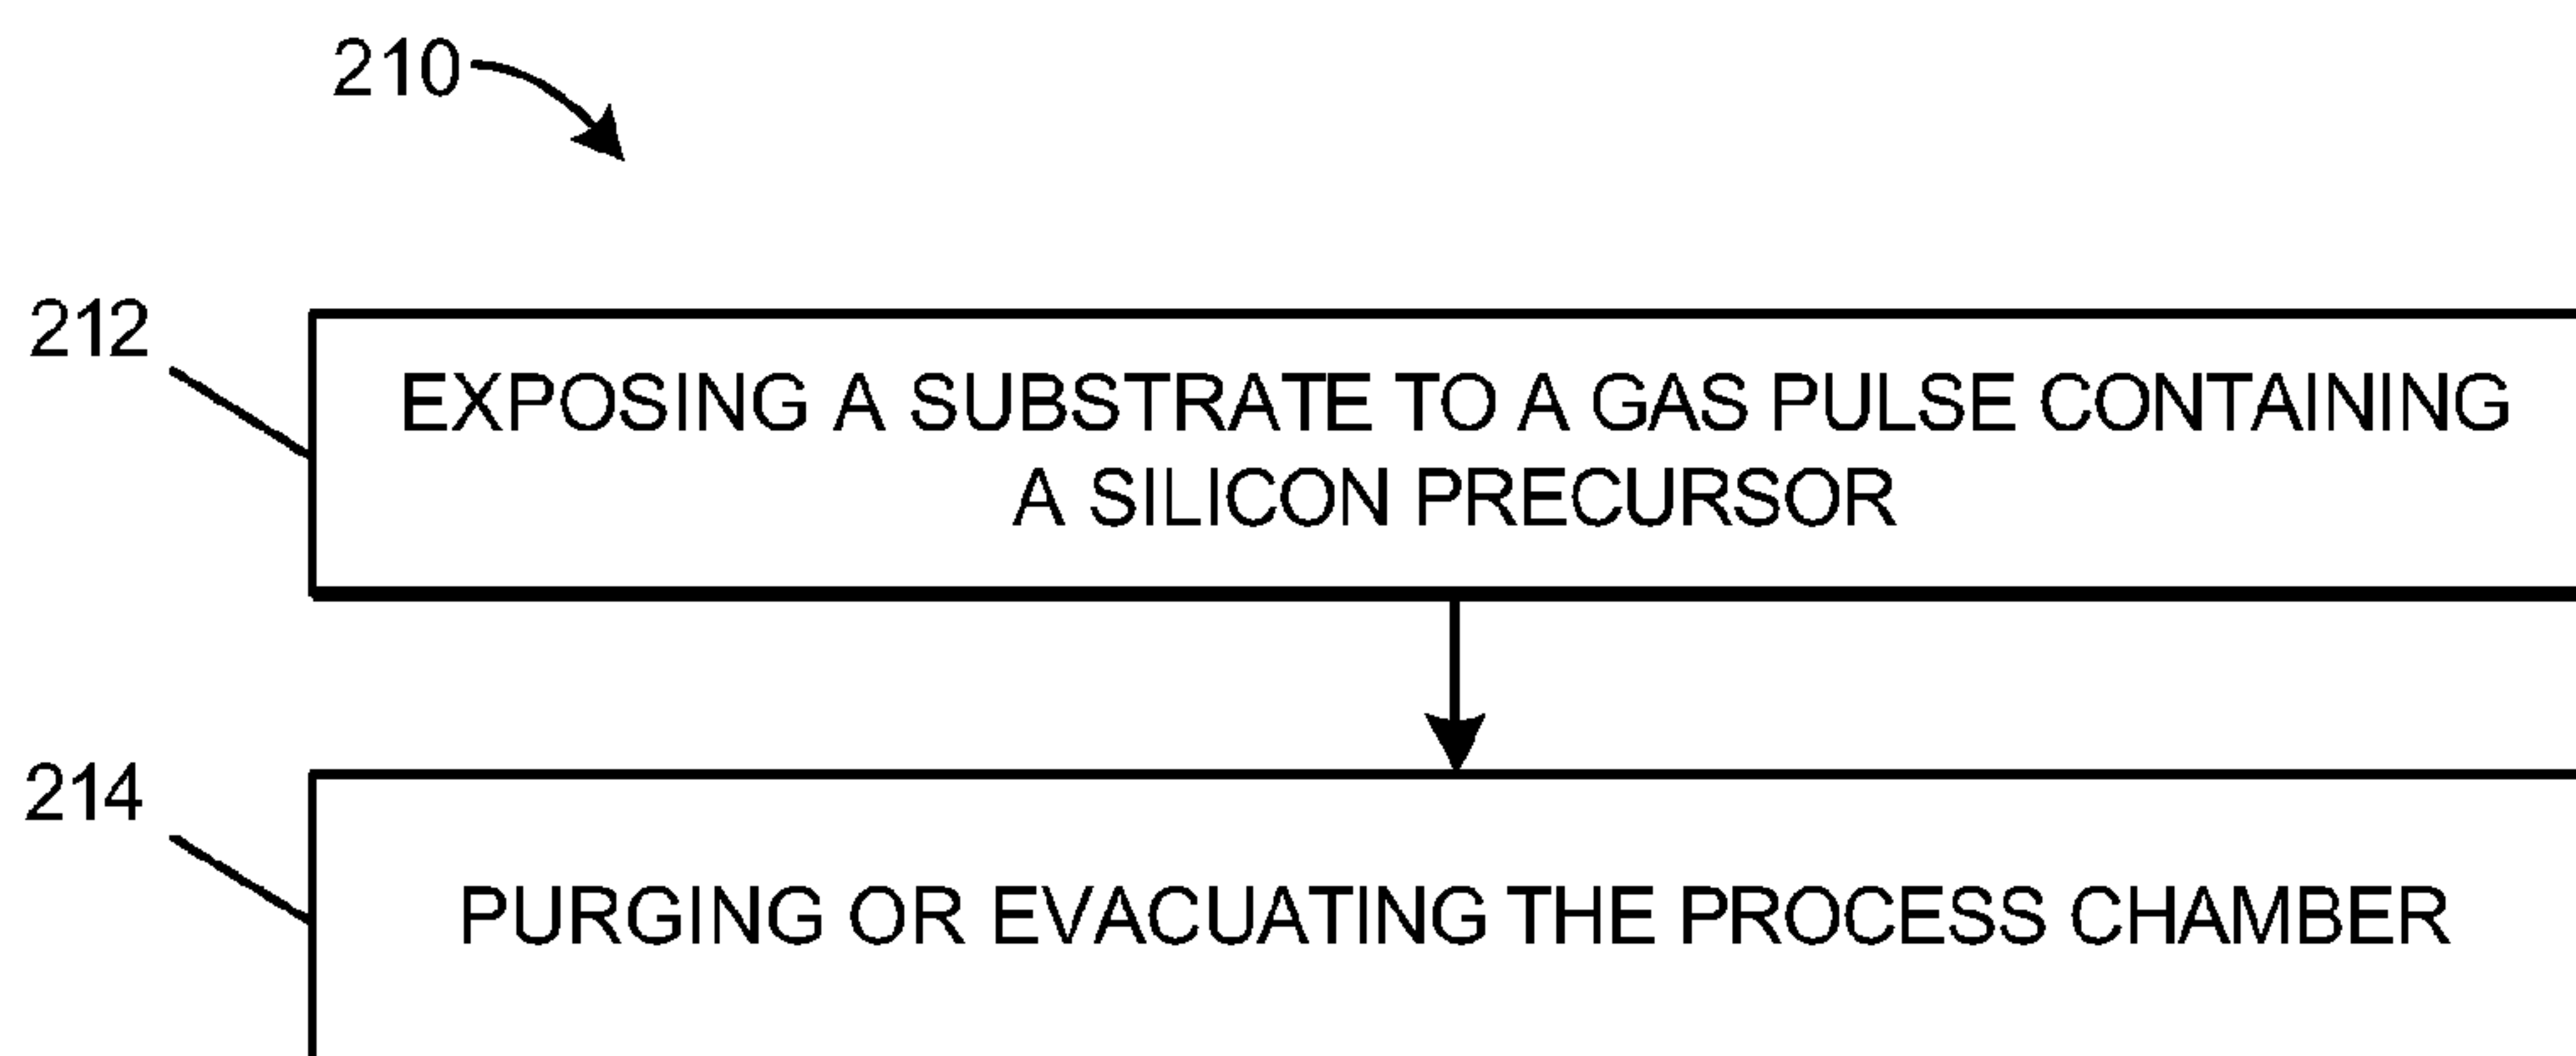 210
212
EXPOSING A SUBSTRATE TO A GAS PULSE CONTAINING
A SILICON PRECURSOR
214
PURGING OR EVACUATING THE PROCESS CHAMBER